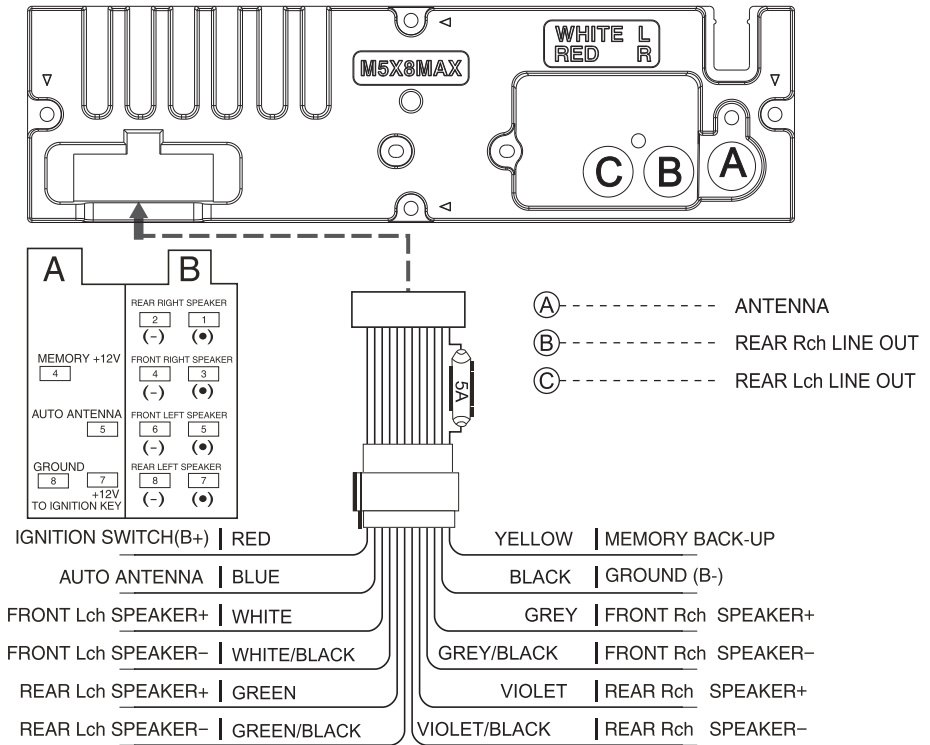 WHITE L
RED R
M5X8MAX
C B A
A B
REAR RIGHT SPEAKER
2 1
(-) (•)
MEMORY +12V
4
FRONT RIGHT SPEAKER
4 3
(-) (•)
AUTO ANTENNA
5
FRONT LEFT SPEAKER
6 5
(-) (•)
GROUND
8 7
+12V
TO IGNITION KEY
REAR LEFT SPEAKER
8 7
(-) (•)
5A
A ANTENNA
B REAR Rch LINE OUT
C REAR Lch LINE OUT
IGNITION SWITCH(B+) | RED
YELLOW | MEMORY BACK-UP
AUTO ANTENNA | BLUE
BLACK | GROUND (B-)
FRONT Lch SPEAKER+ | WHITE
GREY | FRONT Rch SPEAKER+
FRONT Lch SPEAKER− | WHITE/BLACK
GREY/BLACK | FRONT Rch SPEAKER−
REAR Lch SPEAKER+ | GREEN
VIOLET | REAR Rch SPEAKER+
REAR Lch SPEAKER− | GREEN/BLACK
VIOLET/BLACK | REAR Rch SPEAKER−